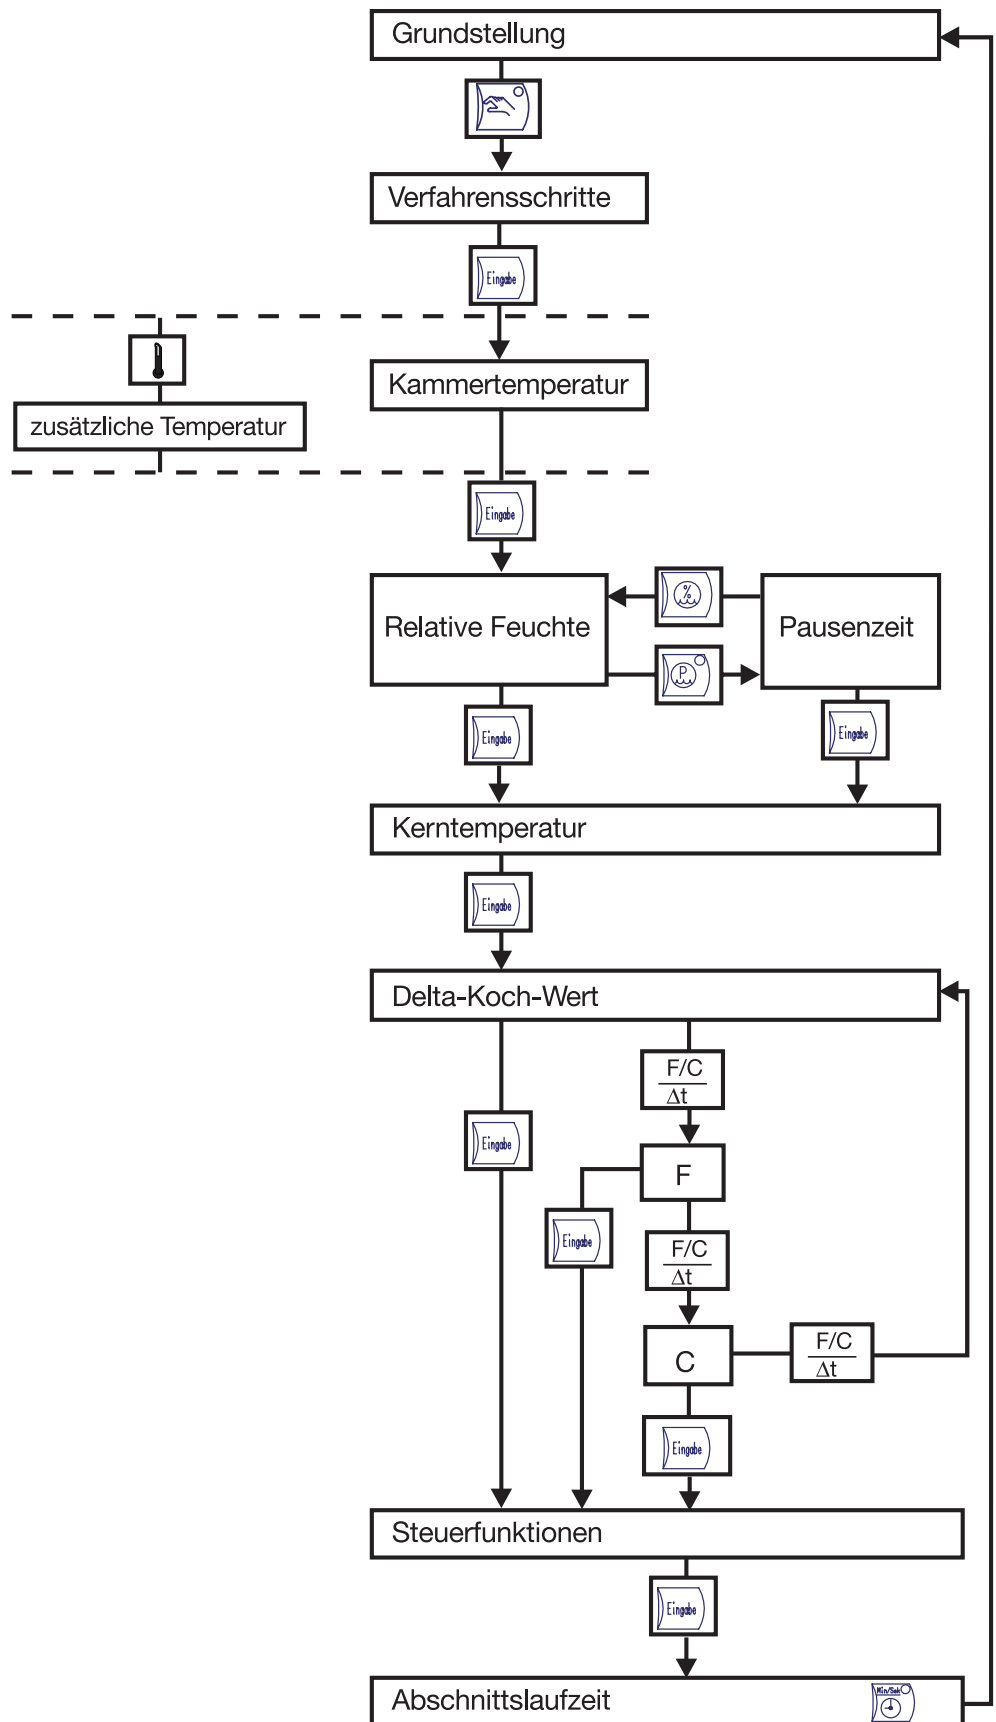 Grundstellung
Verfahrensschritte
Eingabe
Kammertemperatur
zusätzliche Temperatur
Eingabe
%
Relative Feuchte
Pausenzeit
P
Eingabe
Eingabe
Kerntemperatur
Eingabe
Delta-Koch-Wert
F/C
Δt
Eingabe
F
Eingabe
F/C
Δt
C
F/C
Δt
Eingabe
Steuerfunktionen
Eingabe
Abschnittslaufzeit
Min/Sek